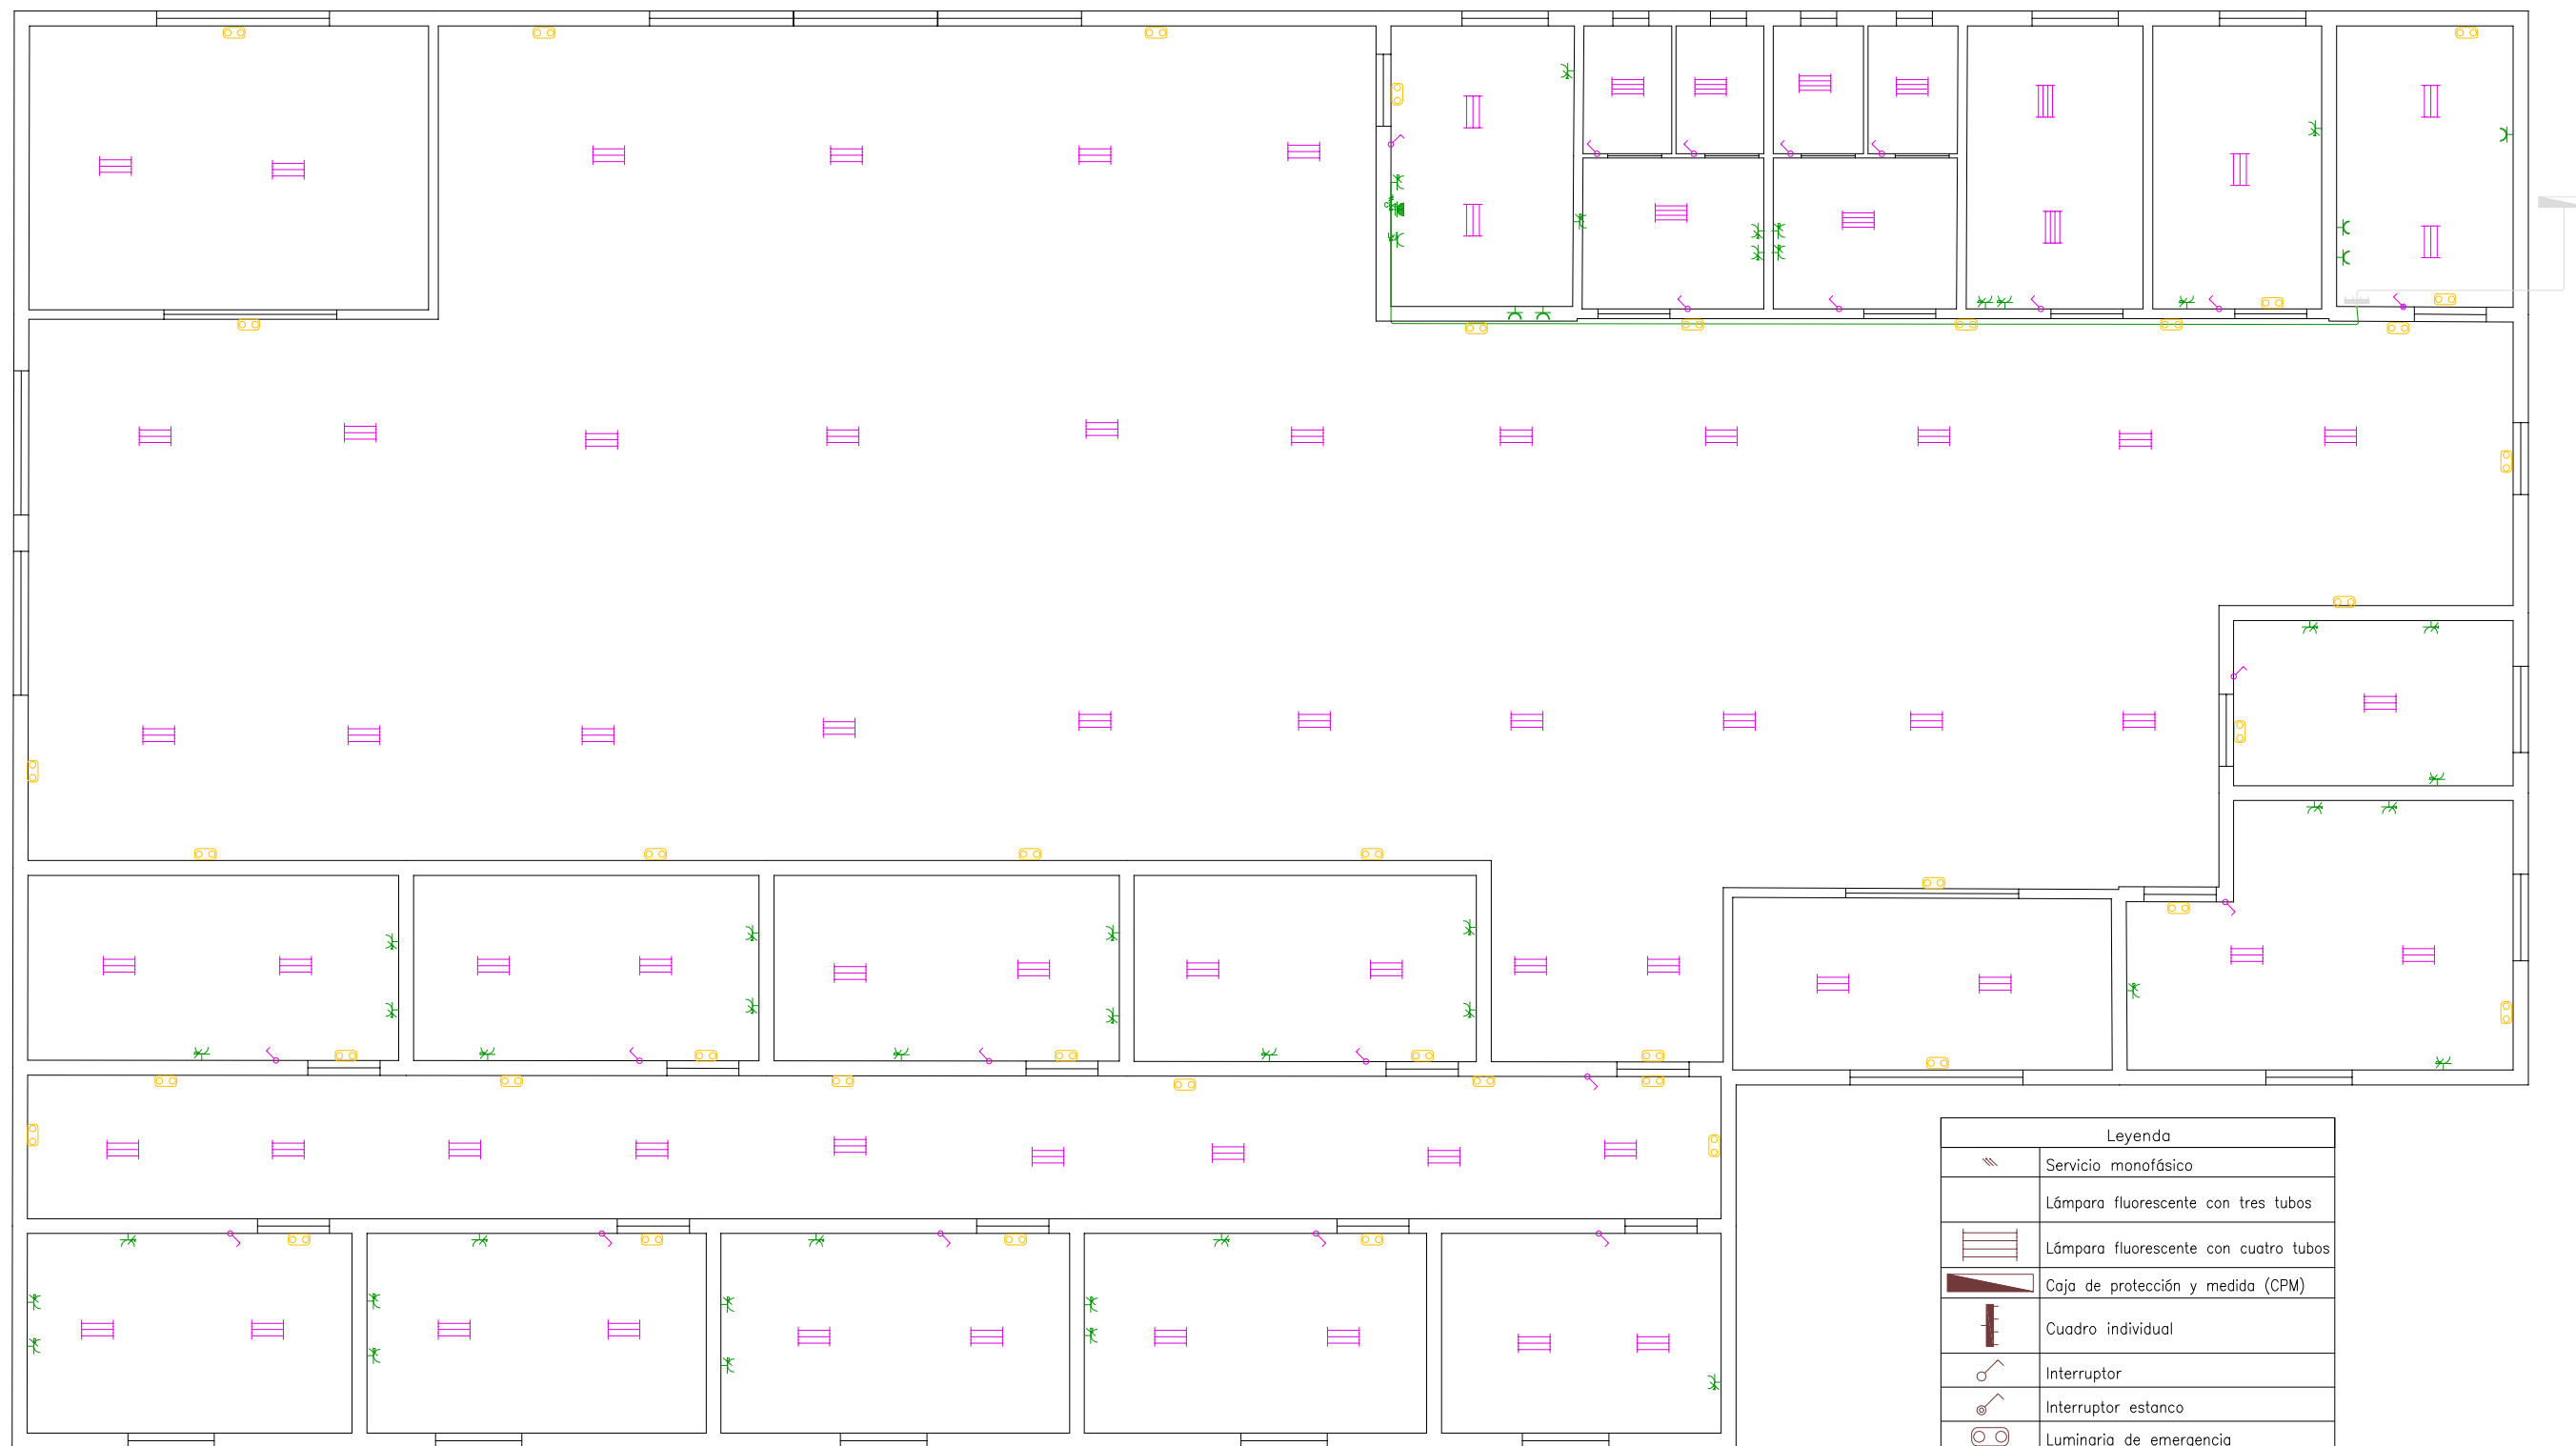 Leyenda
Servicio monofásico
Lámpara fluorescente con tres tubos
Lámpara fluorescente con cuatro tubos
Caja de protección y medida (CPM)
Cuadro individual
Interruptor
Interruptor estanco
Luminaria de emergencia